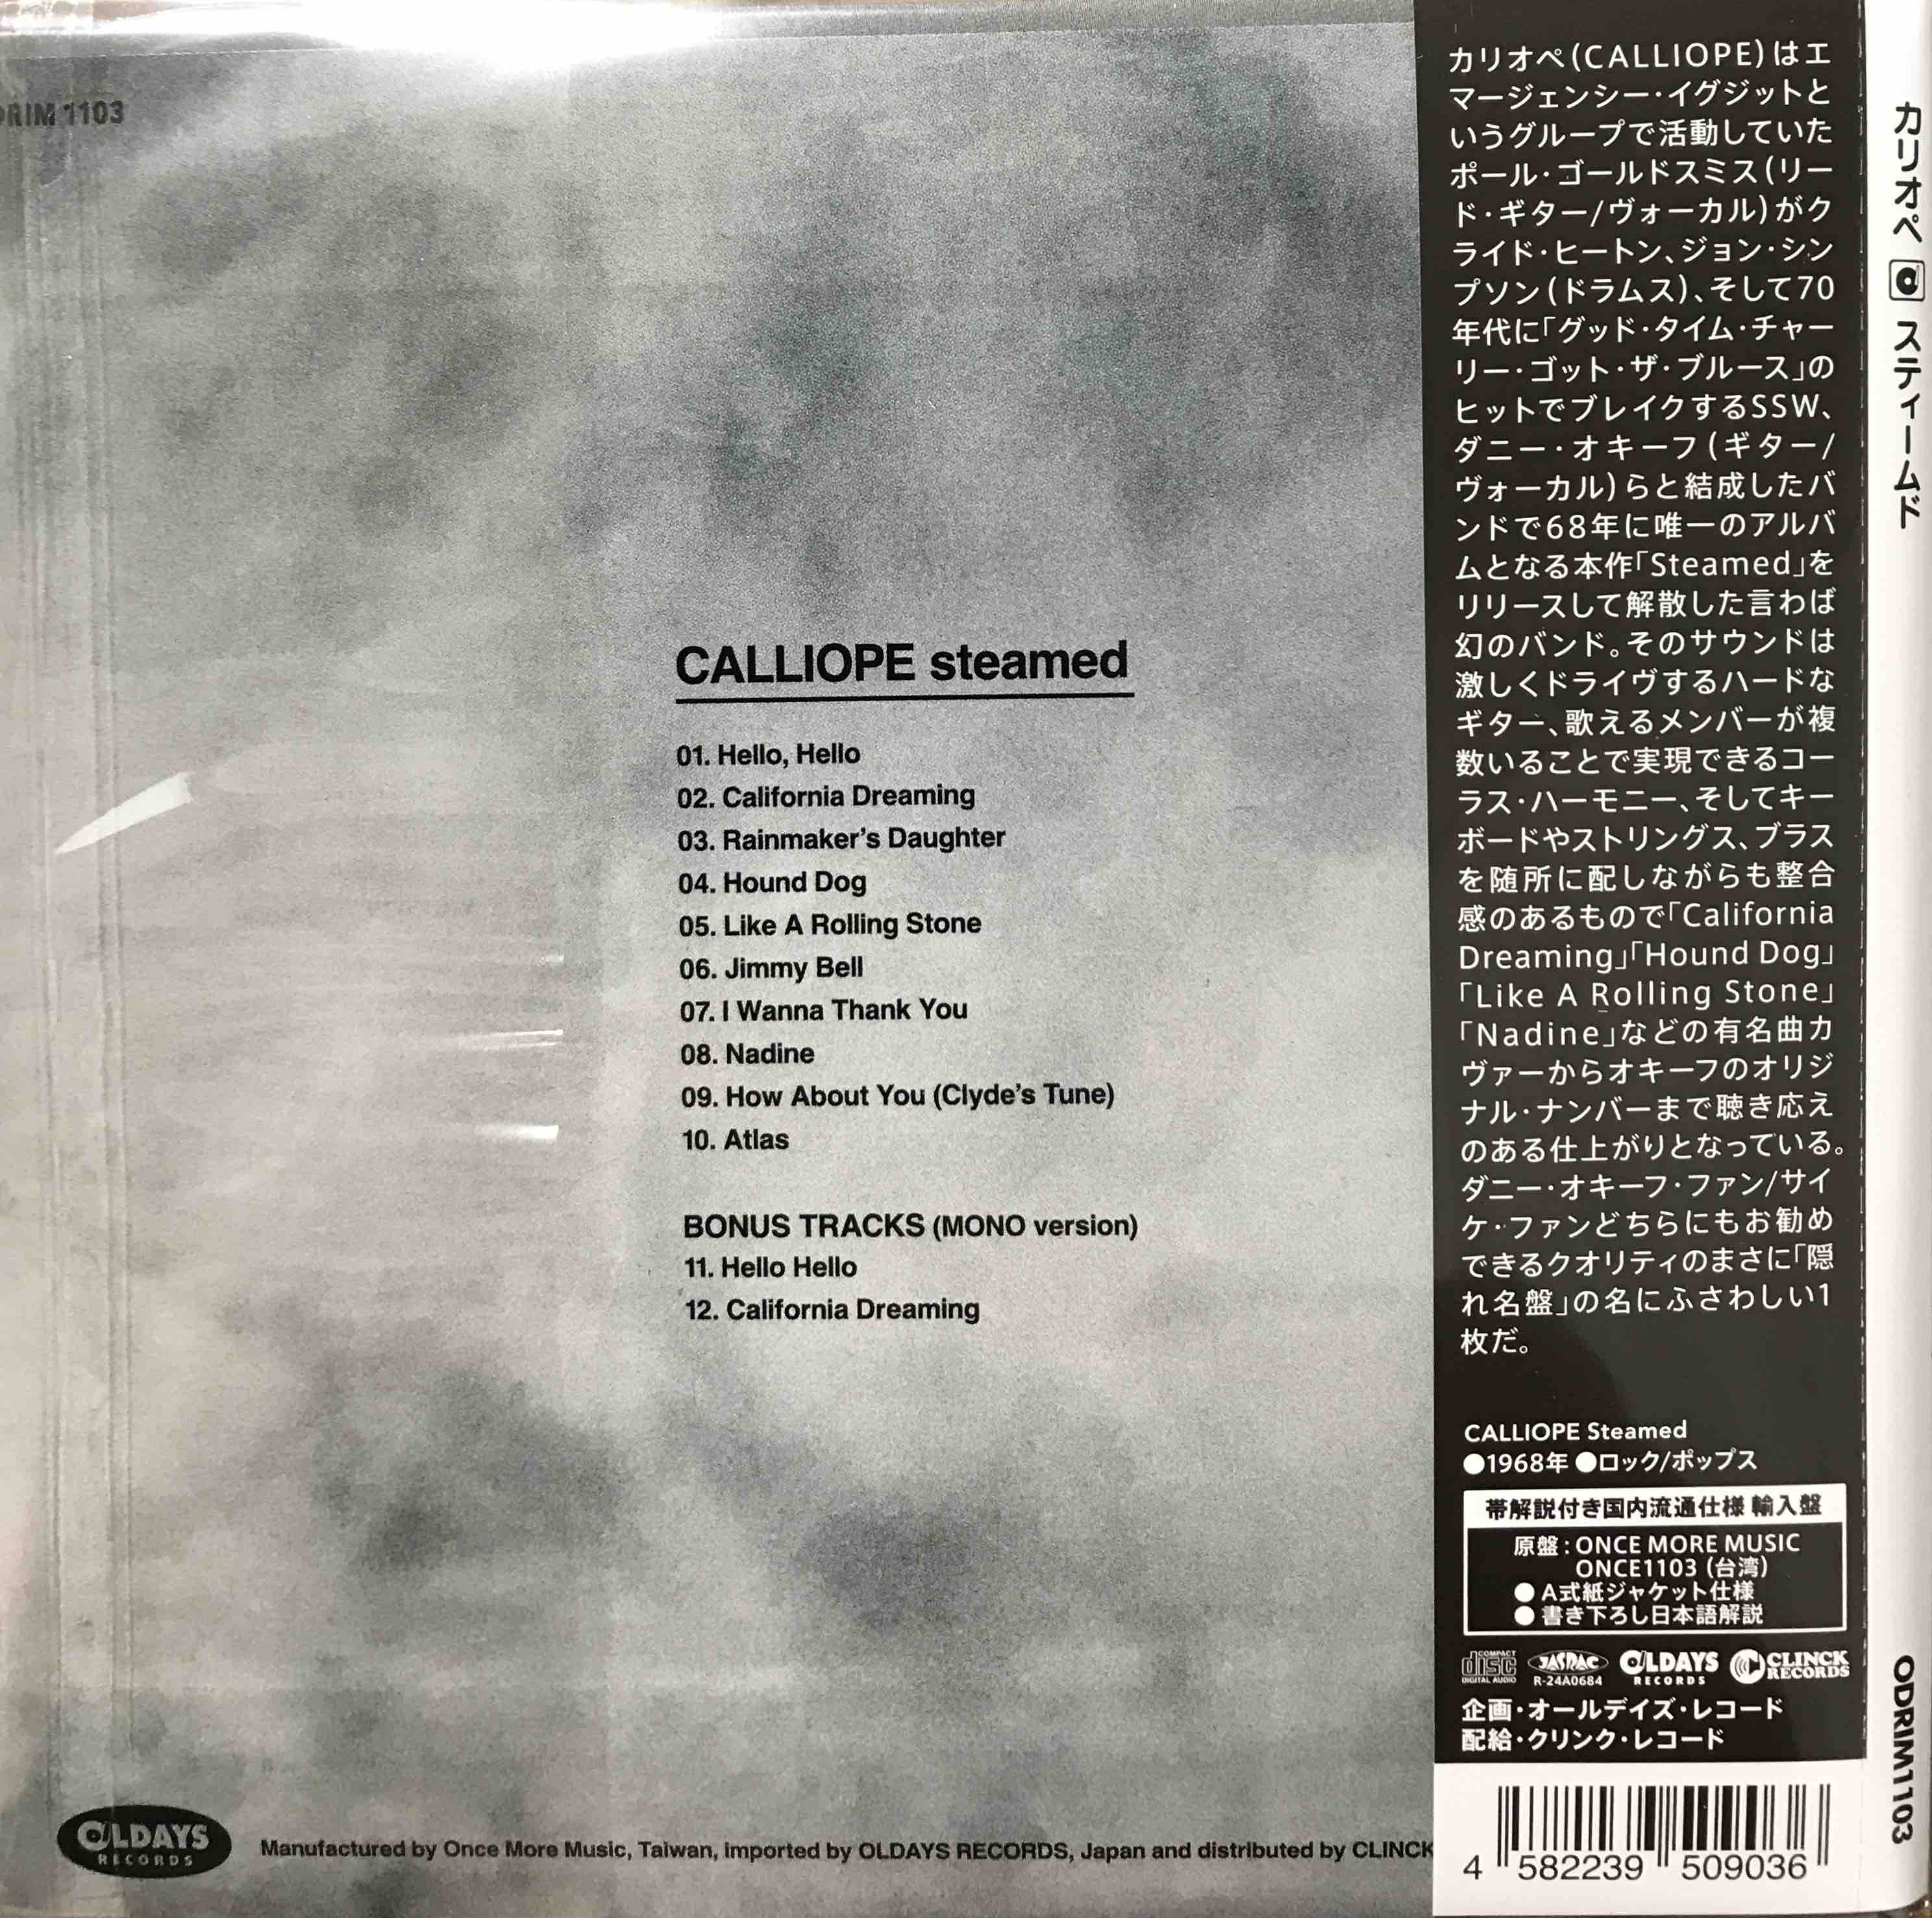 DRIM 1103
CALLIOPE steamed
01. Hello, Hello
02. California Dreaming
03. Rainmaker's Daughter
04. Hound Dog
05. Like A Rolling Stone
06. Jimmy Bell
07. I Wanna Thank You
08. Nadine
09. How About You (Clyde's Tune)
10. Atlas
BONUS TRACKS (MONO version)
11. Hello Hello
12. California Dreaming
OLDAYS
RECORDS
Manufactured by Once More Music, Taiwan, imported by OLDAYS RECORDS, Japan and distributed by CLINCK
カリオペ(CALLIOPE)はエ
マージェンシー・イグジットと
いうグループで活動していた
ポール・ゴールドスミス(リー
ド・ギター/ヴォーカル)がク
ライド・ヒートン、ジョン・シン
プソン(ドラムス)、そして70
年代に「グッド・タイム・チャー
リー・ゴット・ザ・ブルース」の
ヒットでブレイクするSSW、
ダニー・オキーフ(ギター/
ヴォーカル)らと結成したバ
ンドで68年に唯一のアルバ
ムとなる本作「Steamed」を
リリースして解散した言わば
幻のバンド。そのサウンドは
激しくドライヴするハードな
ギター、歌えるメンバーが複
数いることで実現できるコー
ラス・ハーモニー、そしてキー
ボードやストリングス、ブラス
を随所に配しながらも整合
感のあるもので「California
Dreaming」「Hound Dog」
「Like A Rolling Stone」
「Nadine」などの有名曲カ
ヴァーからオキーフのオリジ
ナル・ナンバーまで聴き応え
のある仕上がりとなっている。
ダニー・オキーフ・ファン/サイ
ケ・ファンどちらにもお勧め
できるクオリティのまさに「隠
れ名盤」の名にふさわしい1
枚だ。
CALLIOPE Steamed
●1968年 ●ロック/ポップス
帯解説付き国内流通仕様 輸入盤
原盤：ONCE MORE MUSIC
ONCE1103 (台湾)
● A式紙ジャケット仕様
● 書き下ろし日本語解説
COMPACT disc DIGITAL AUDIO
JASRAC R-24A0684
OLDAYS RECORDS
CLINCK RECORDS
企画・オールデイズ・レコード
配給・クリンク・レコード
4 582239 509036
カリオペ スティームド
ODRIM1103